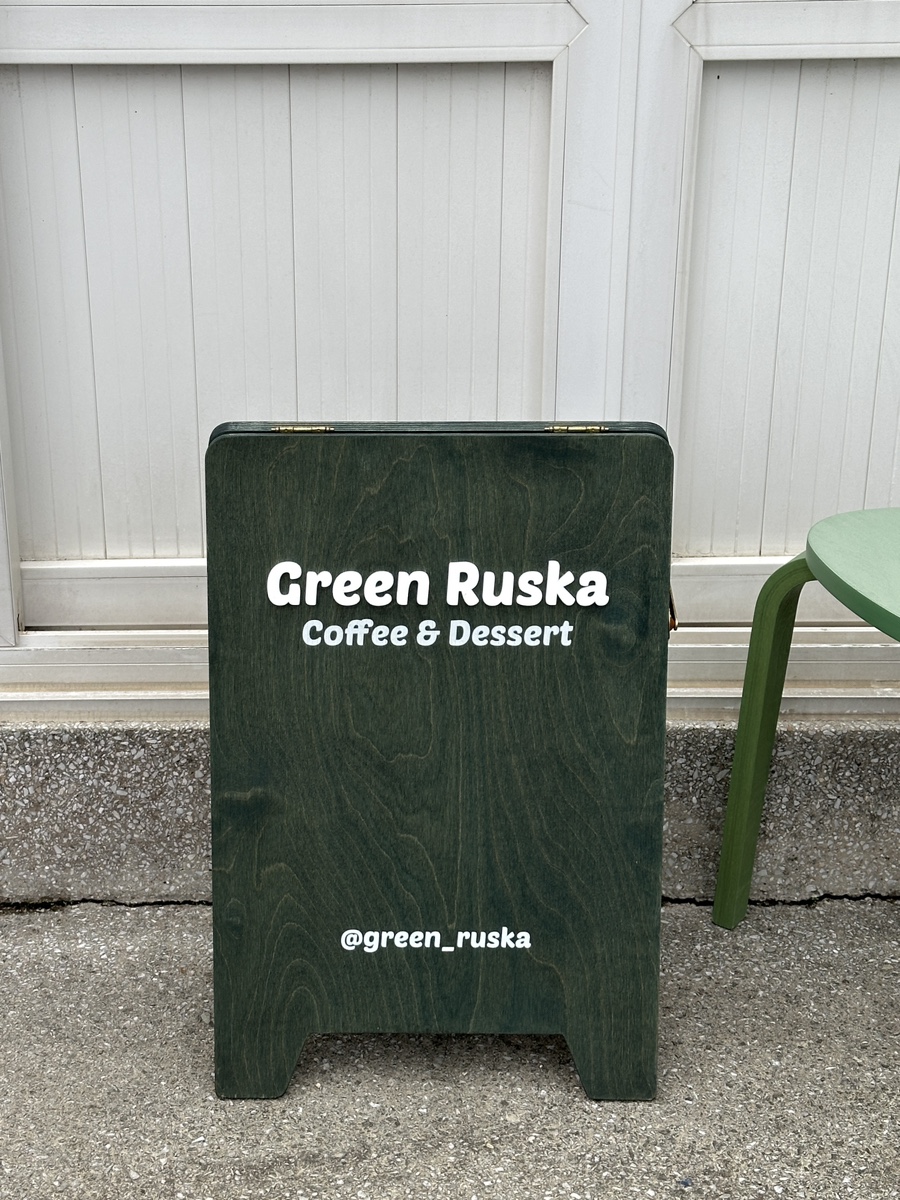 Green Ruska
Coffee & Dessert
@green_ruska